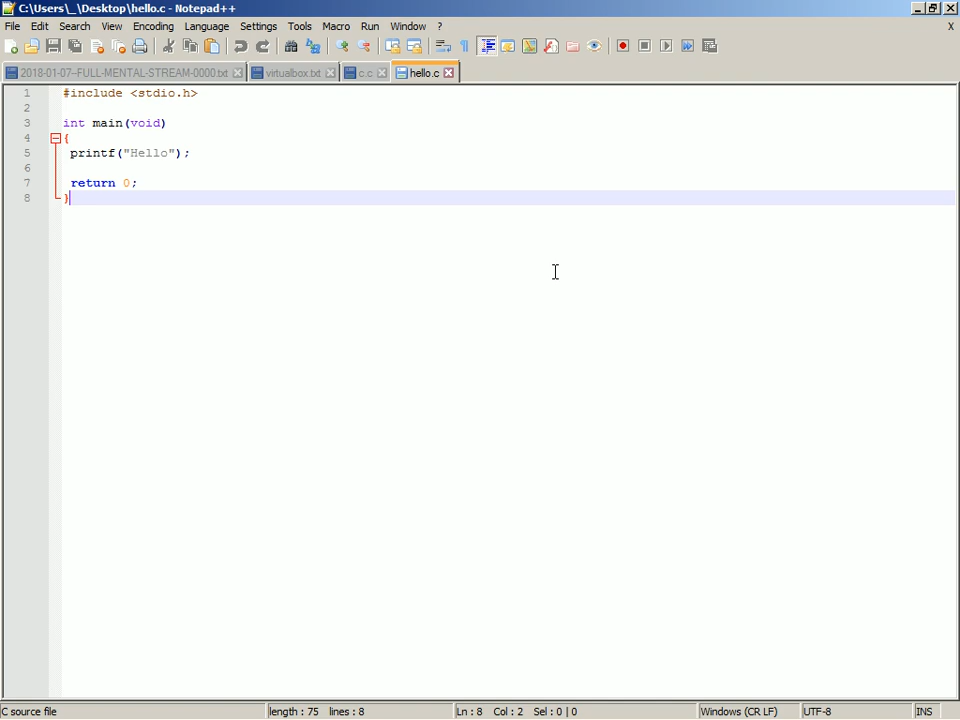 C:\Users\_\Desktop\hello.c - Notepad++
File Edit Search View Encoding Language Settings Tools Macro Run Window ? X
2018-01-07--FULL-MENTAL-STREAM-0000.txt virtualbox.txt c.c hello.c
1 #include <stdio.h>
2
3 int main(void)
4 {
5 printf("Hello");
6
7 return 0;
8 }
C source file length : 75 lines : 8 Ln : 8 Col : 2 Sel : 0 | 0 Windows (CR LF) UTF-8 INS